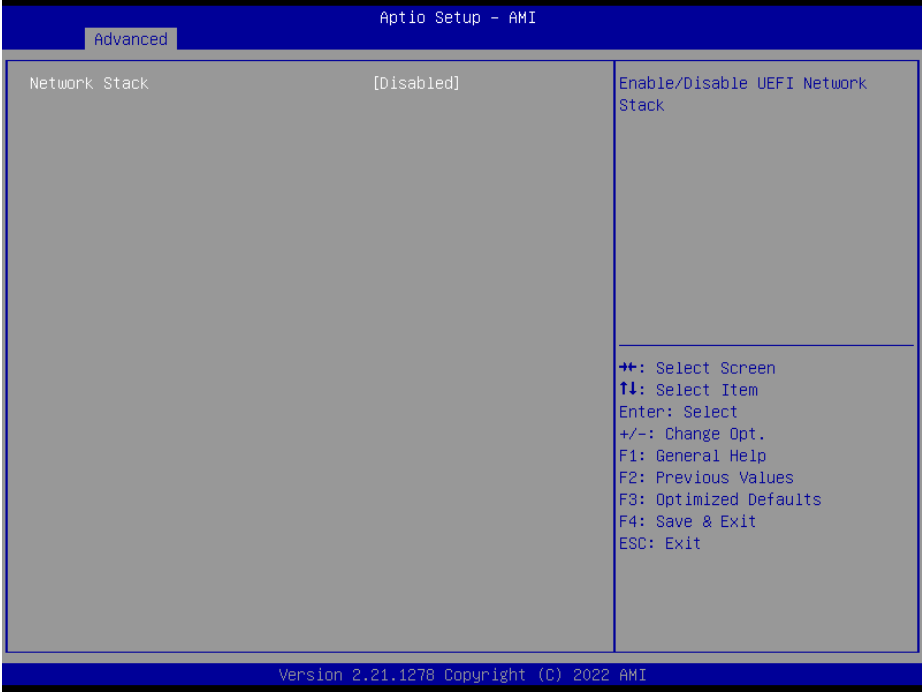 Aptio Setup – AMI
Advanced
Network Stack [Disabled]
Enable/Disable UEFI Network
Stack
→←: Select Screen
↑↓: Select Item
Enter: Select
+/-: Change Opt.
F1: General Help
F2: Previous Values
F3: Optimized Defaults
F4: Save & Exit
ESC: Exit
Version 2.21.1278 Copyright (C) 2022 AMI